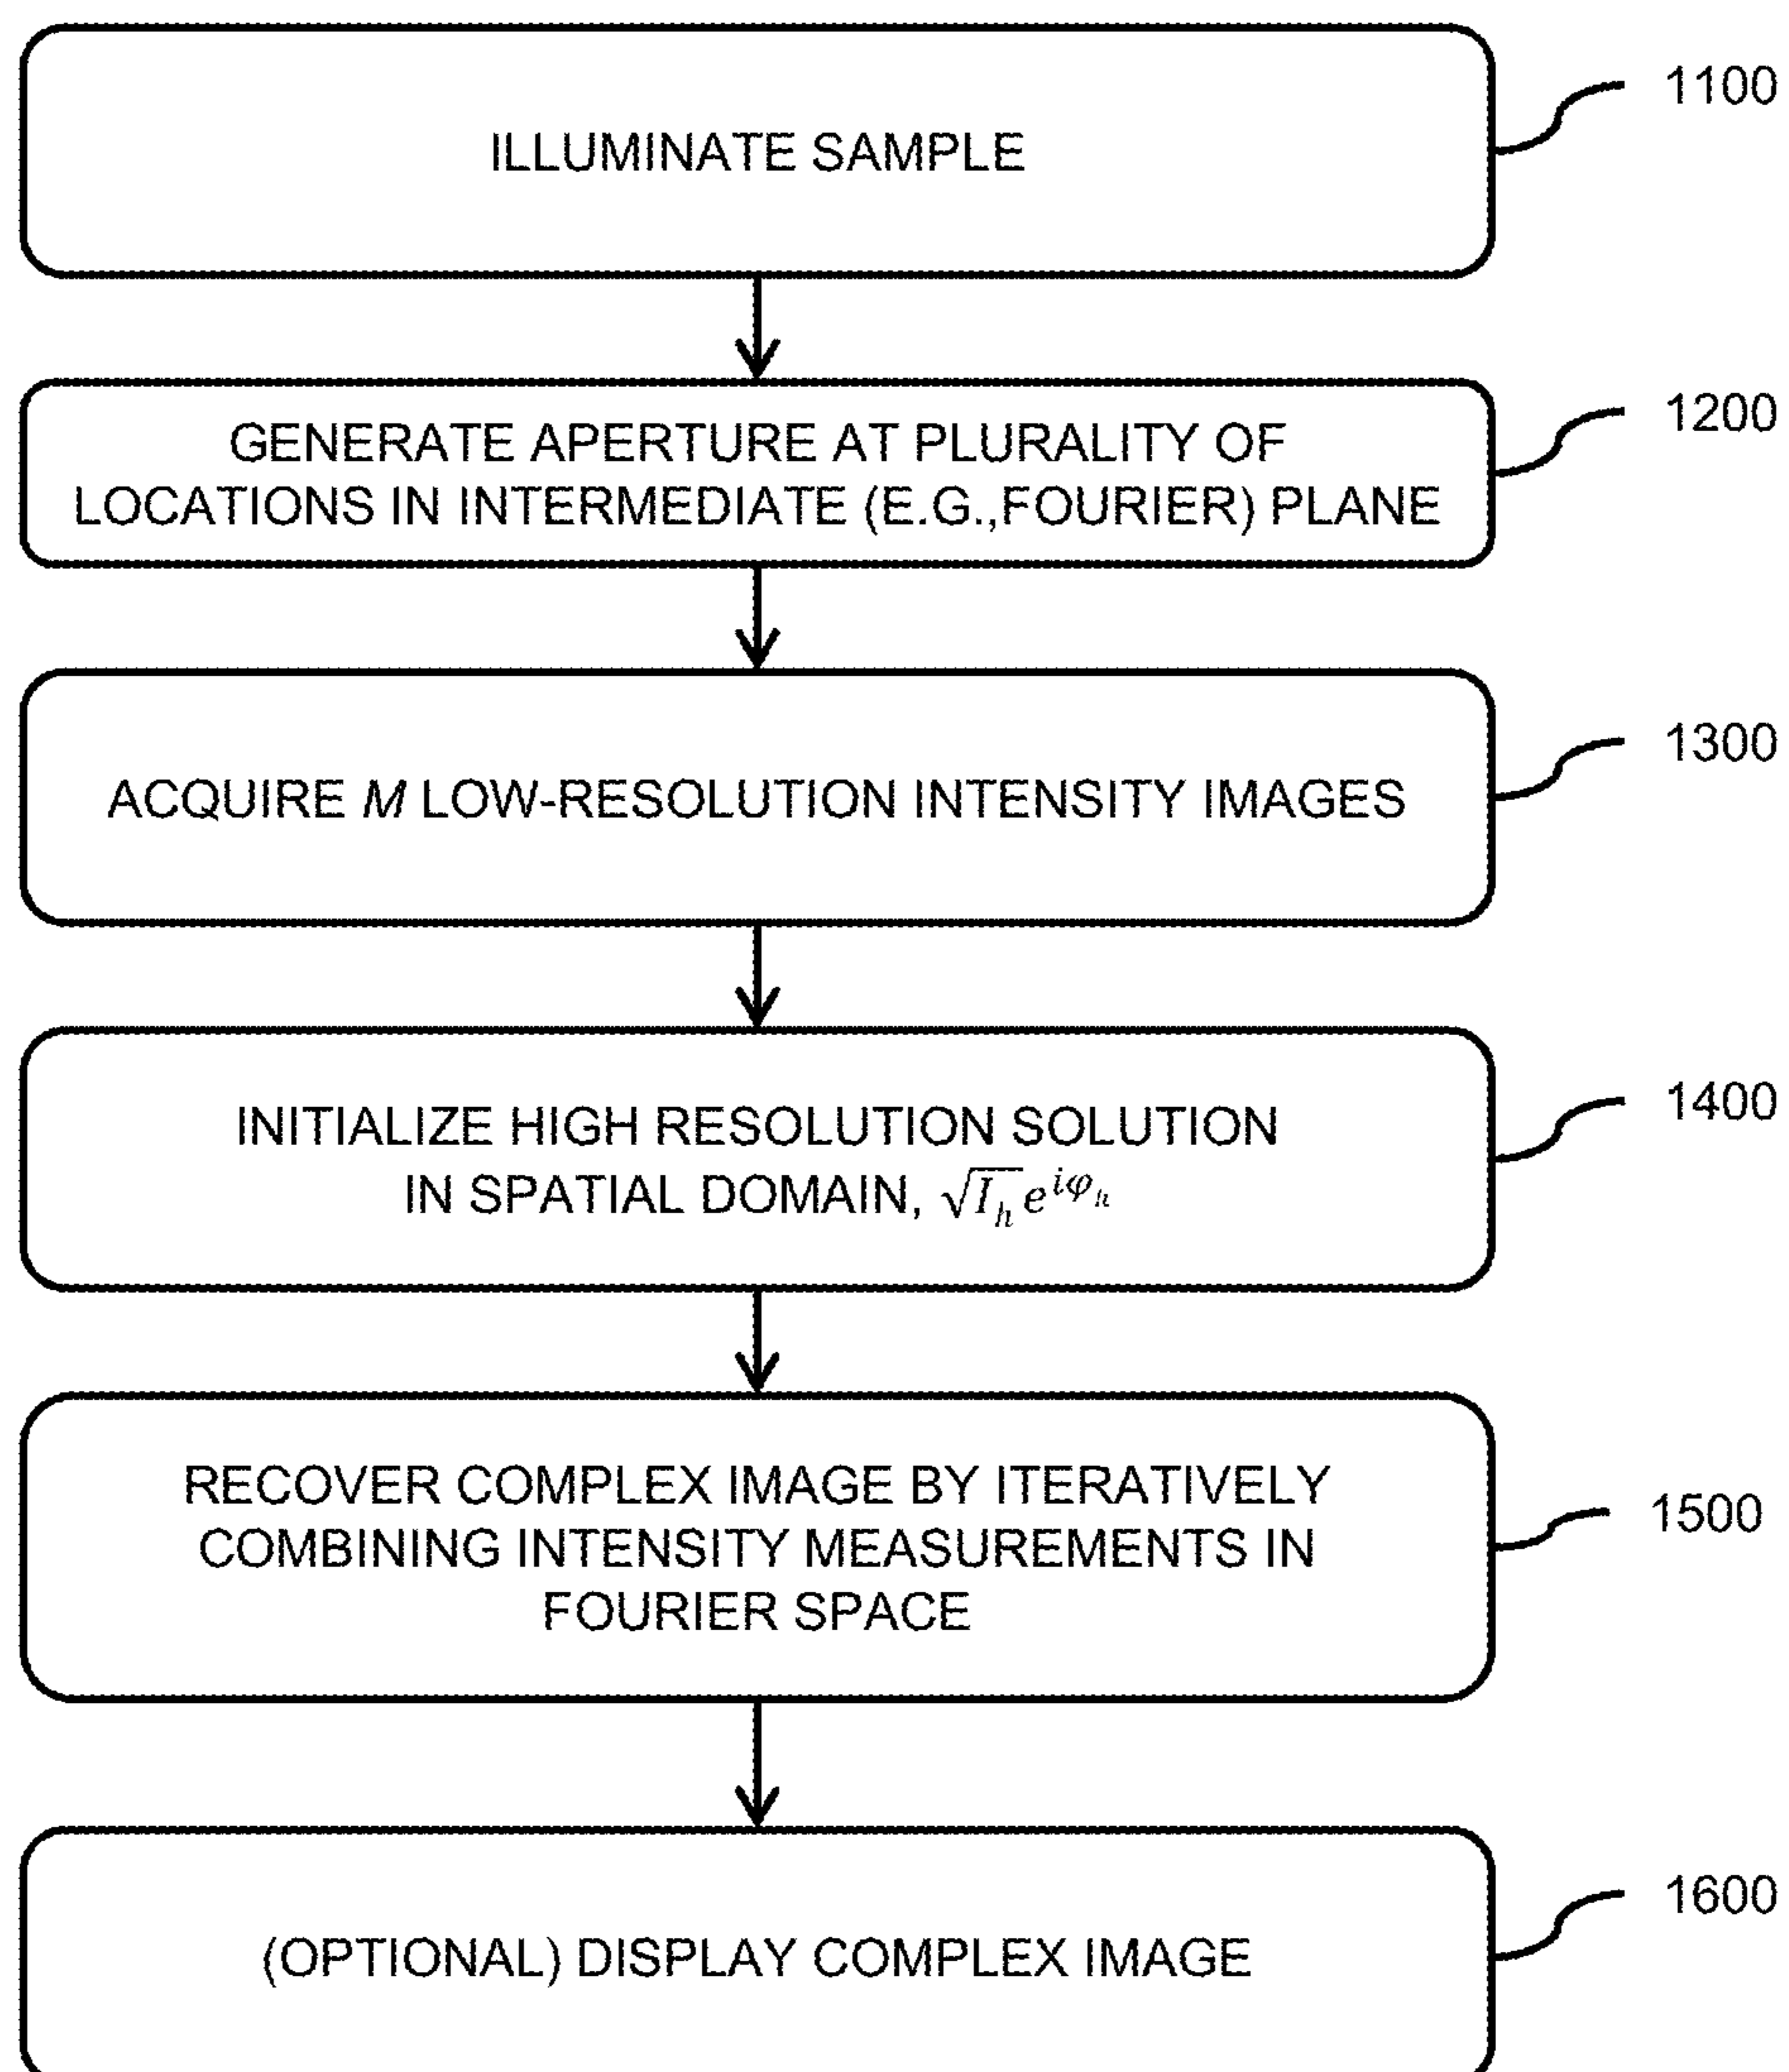 ILLUMINATE SAMPLE
1100
GENERATE APERTURE AT PLURALITY OF
LOCATIONS IN INTERMEDIATE (E.G.,FOURIER) PLANE
1200
ACQUIRE M LOW-RESOLUTION INTENSITY IMAGES
1300
INITIALIZE HIGH RESOLUTION SOLUTION
IN SPATIAL DOMAIN, √I_h e^{iφ_h}
1400
RECOVER COMPLEX IMAGE BY ITERATIVELY
COMBINING INTENSITY MEASUREMENTS IN
FOURIER SPACE
1500
(OPTIONAL) DISPLAY COMPLEX IMAGE
1600